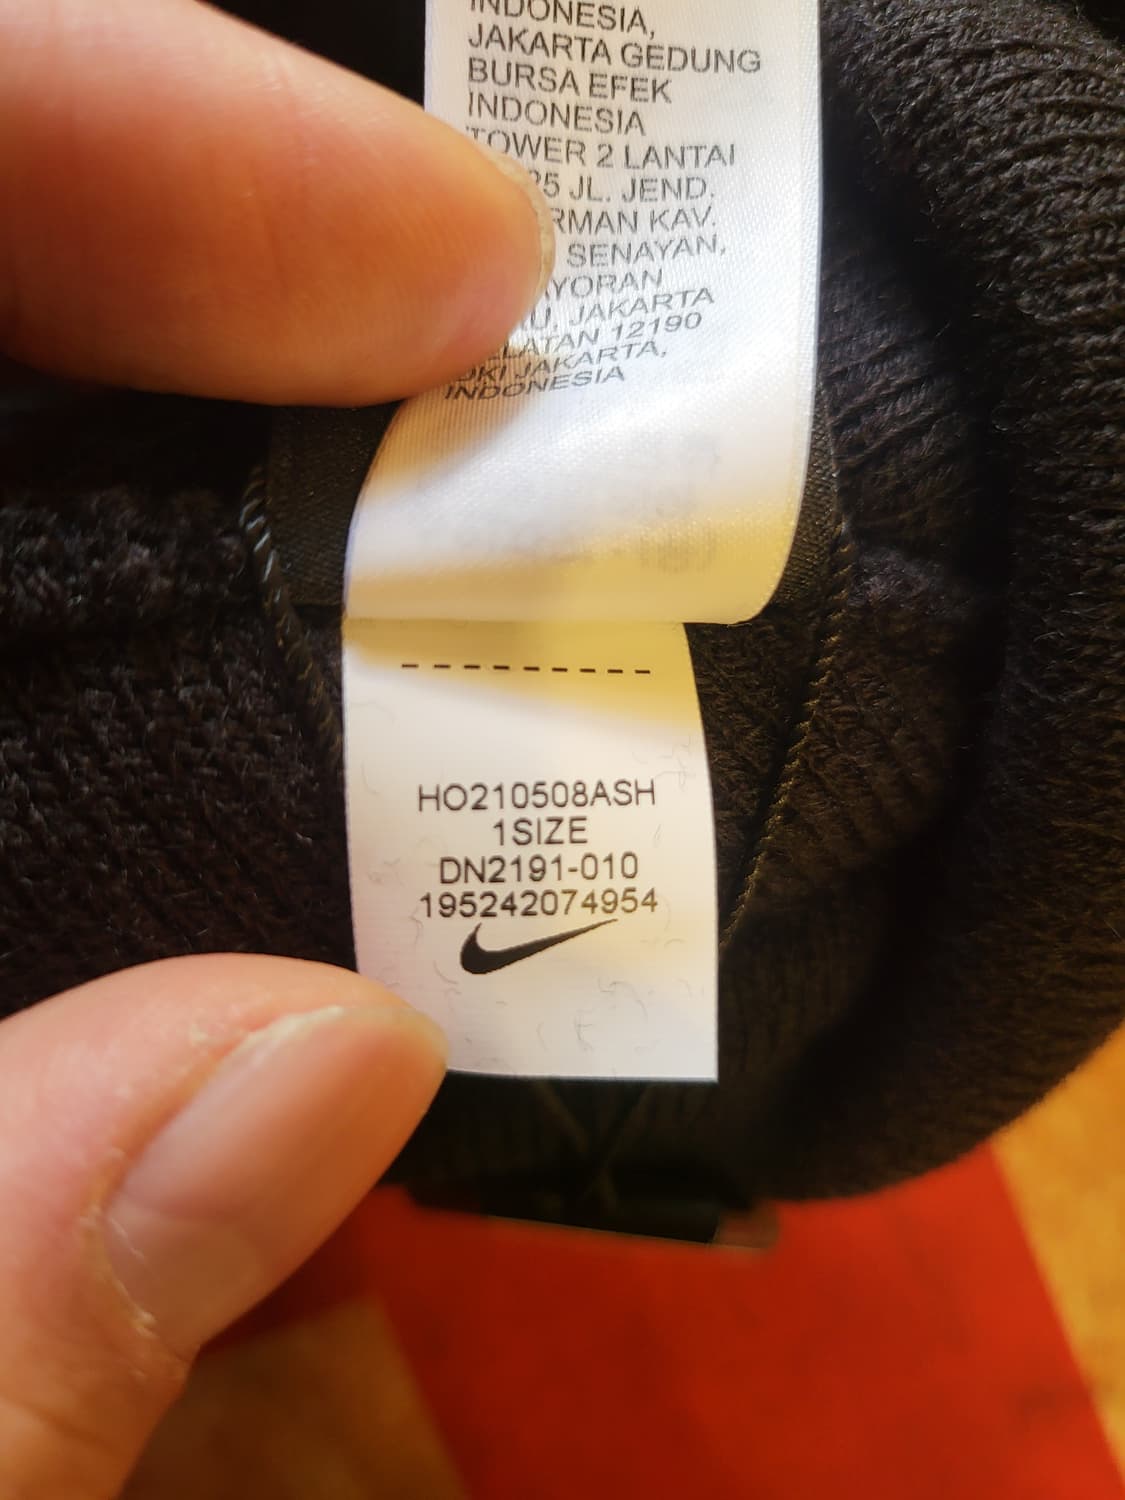 INDONESIA,
JAKARTA GEDUNG
BURSA EFEK
INDONESIA
TOWER 2 LANTAI
JL. JEND.
KAV.
SENAYAN,
JAKARTA
12190
JAKARTA,
INDONESIA
HO210508ASH
1SIZE
DN2191-010
195242074954